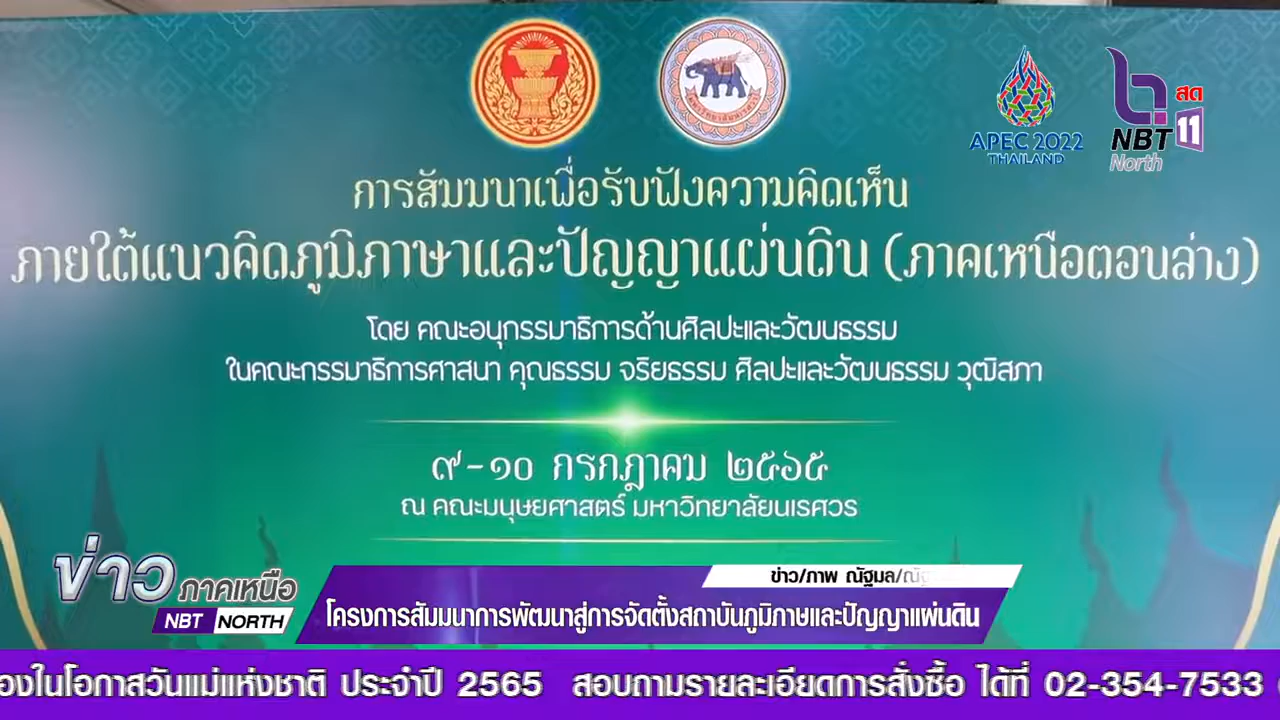 APEC 2022
THAILAND
สด
NBT 11
North
การสัมมนาเพื่อรับฟังความคิดเห็น
ภายใต้แนวคิดภูมิภาษาและปัญญาแผ่นดิน (ภาคเหนือตอนล่าง)
โดย คณะอนุกรรมาธิการด้านศิลปะและวัฒนธรรม
ในคณะกรรมาธิการศาสนา คุณธรรม จริยธรรม ศิลปะและวัฒนธรรม วุฒิสภา
๙-๑๐ กรกฎาคม ๒๕๖๕
ณ คณะมนุษยศาสตร์ มหาวิทยาลัยนเรศวร
ข่าว ภาคเหนือ
NBT NORTH
ข่าว/ภาพ ณัฐมล/ณัฐ
โครงการสัมมนาการพัฒนาสู่การจัดตั้งสถาบันภูมิภาษและปัญญาแผ่นดิน
องในโอกาสวันแม่แห่งชาติ ประจำปี 2565 สอบถามรายละเอียดการสั่งซื้อ ได้ที่ 02-354-7533